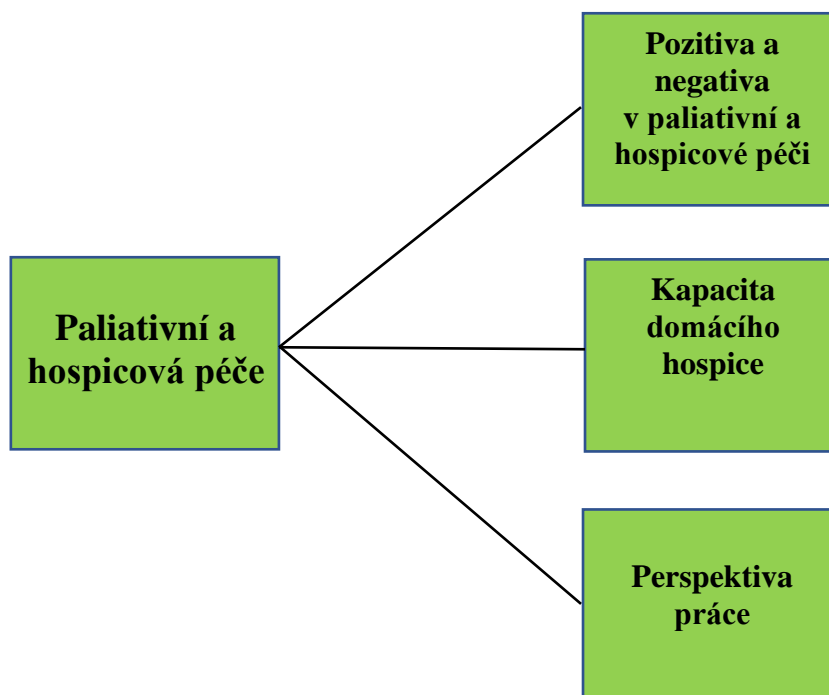 Pozitiva a
negativa
v paliativní a
hospicové péči
Paliativní a
hospicová péče
Kapacita
domácího
hospice
Perspektiva
práce